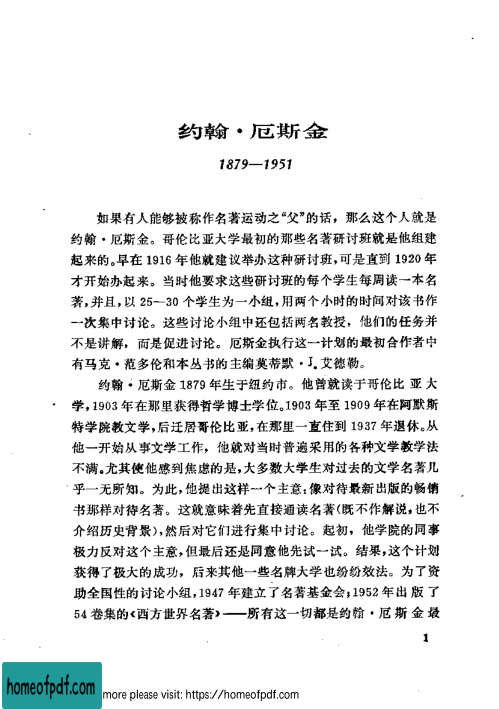 约翰·厄斯金
1879—1951
如果有人能够被称作名著运动之“父”的话，那么这个人就是
约翰·厄斯金。哥伦比亚大学最初的那些名著研讨班就是他组建
起来的。早在1916年他就建议举办这种研讨班，可是直到1920年
才开始办起来。当时他要求这些研讨班的每个学生每周读一本名
著，并且，以25—30个学生为一小组，用两个小时的时间对该书作
一次集中讨论。这些讨论小组中还包括两名教授，他们的任务并
不是讲解，而是促进讨论。厄斯金执行这一计划的最初合作者中
有马克·范多伦和本丛书的主编莫蒂默·J.艾德勒。
约翰·厄斯金1879年生于纽约市。他曾就读于哥伦比亚大
学，1903年在那里获得哲学博士学位。1903年至1909年在阿默斯
特学院教文学，后迁居哥伦比亚，在那里一直住到1937年退休。从
他一开始从事文学工作，他就对当时普遍采用的各种文学教学法
不满。尤其使他感到焦虑的是，大多数大学生对过去的文学名著几
乎一无所知。为此，他提出这样一个主意：像对待最新出版的畅销
书那样对待名著。这就意味着先直接通读名著（既不作解说，也不
介绍历史背景），然后对它们进行集中讨论。起初，他学院的同事
极力反对这个主意，但最后还是同意他先试一试。结果，这个计划
获得了极大的成功，后来其他一些名牌大学也纷纷效法。为了资
助全国性的讨论小组，1947年建立了名著基金会；1952年出版了
54卷集的《西方世界名著》——所有这一切都是约翰·厄斯金最
1
homeofpdf.com
more please visit: https://homeofpdf.com